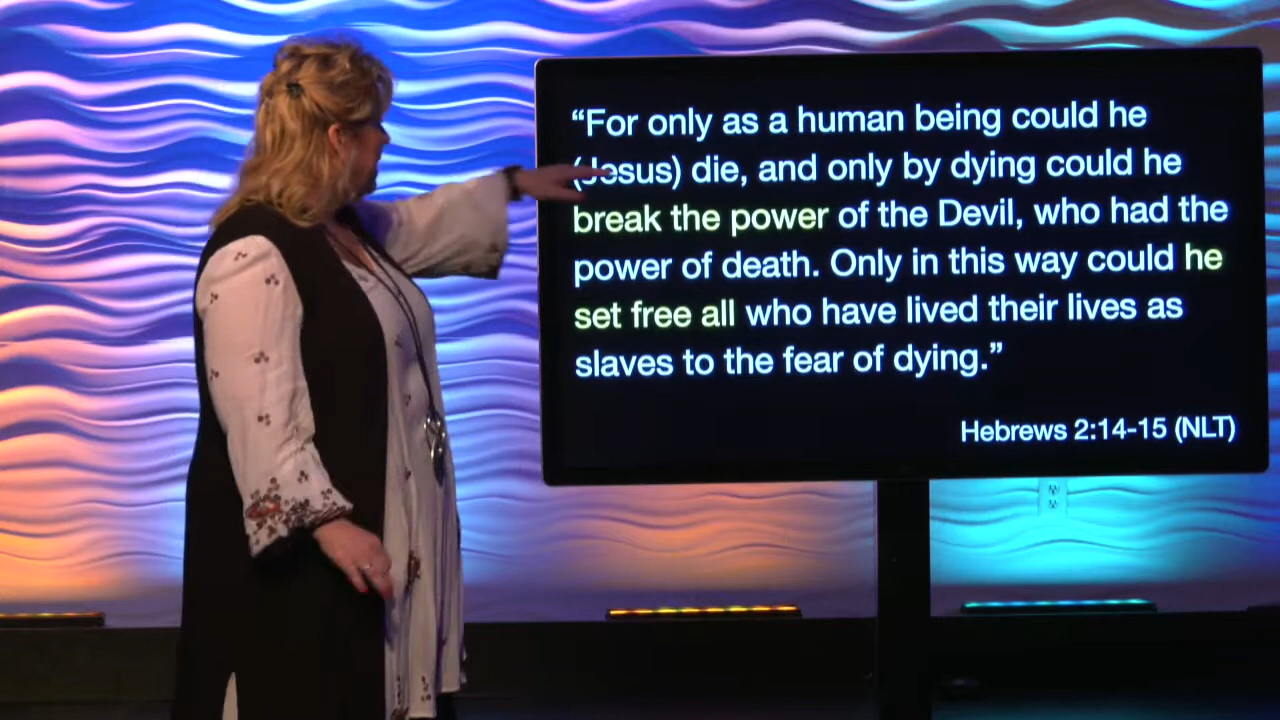 “For only as a human being could he
(Jesus) die, and only by dying could he
break the power of the Devil, who had the
power of death. Only in this way could he
set free all who have lived their lives as
slaves to the fear of dying.”
Hebrews 2:14-15 (NLT)